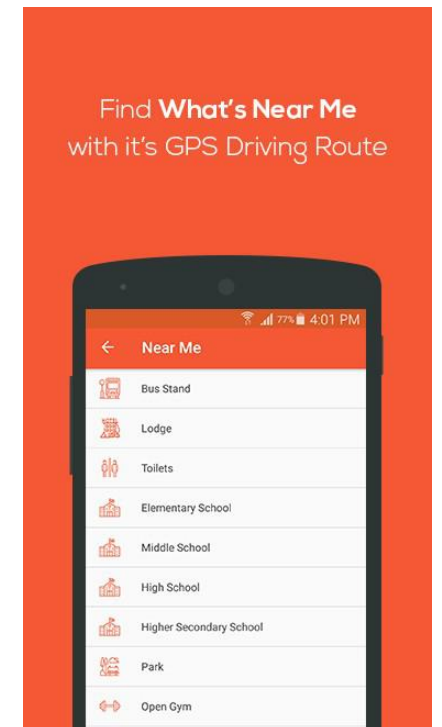 Find What's Near Me
with it's GPS Driving Route
77% 4:01 PM
Near Me
Bus Stand
Lodge
Toilets
Elementary School
Middle School
High School
Higher Secondary School
Park
Open Gym